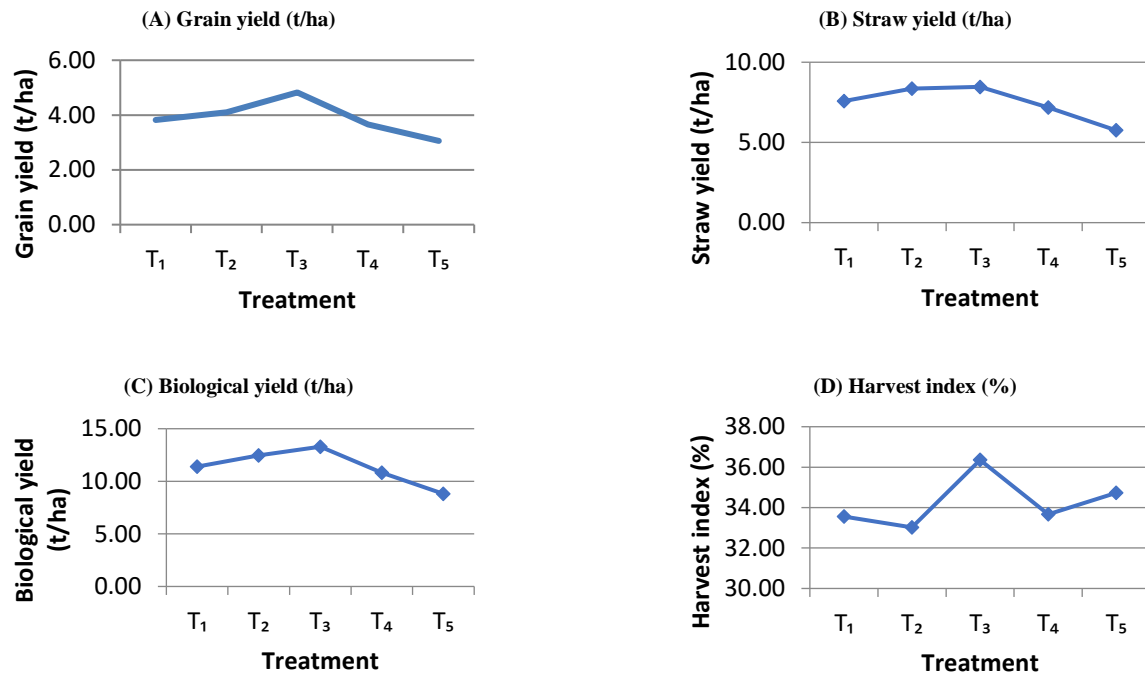 (A) Grain yield (t/ha)
Grain yield (t/ha)
6.00
4.00
2.00
0.00
T₁ T₂ T₃ T₄ T₅
Treatment
(B) Straw yield (t/ha)
Straw yield (t/ha)
10.00
5.00
0.00
T₁ T₂ T₃ T₄ T₅
Treatment
(C) Biological yield (t/ha)
Biological yield
(t/ha)
15.00
10.00
5.00
0.00
T₁ T₂ T₃ T₄ T₅
Treatment
(D) Harvest index (%)
Harvest index (%)
38.00
36.00
34.00
32.00
30.00
T₁ T₂ T₃ T₄ T₅
Treatment